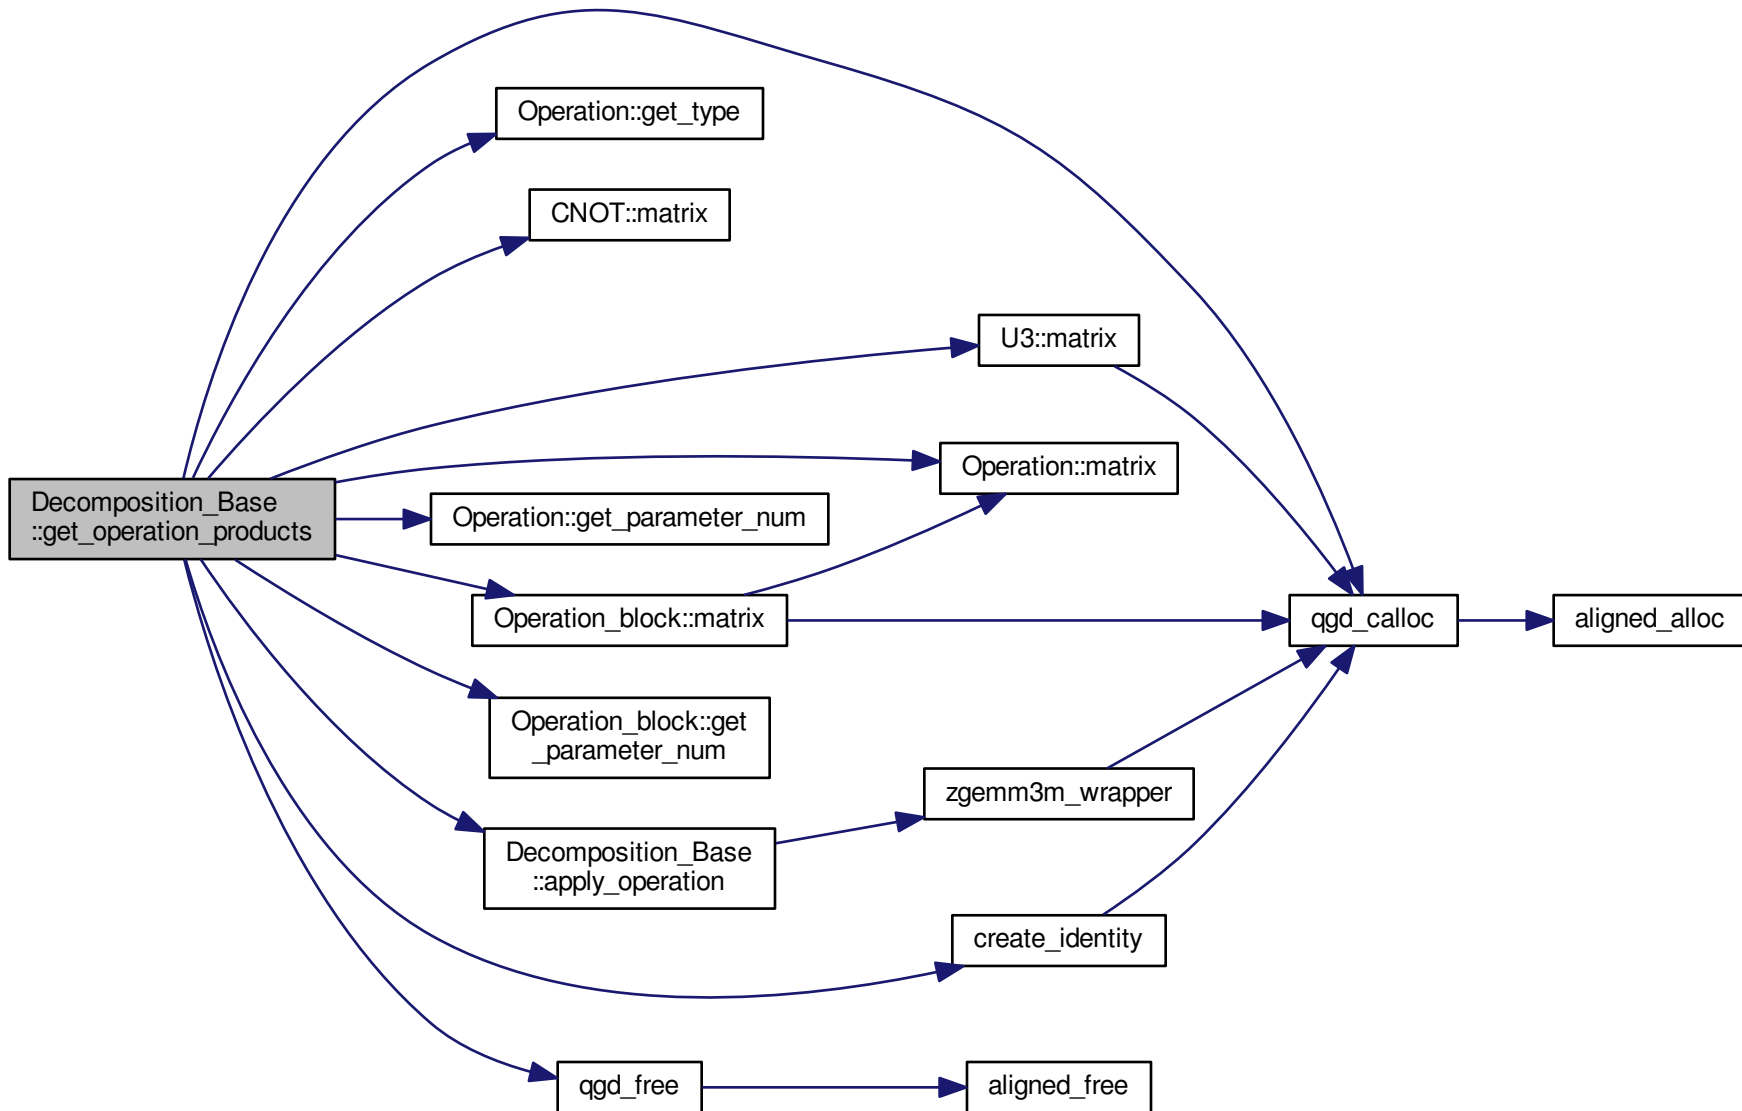 Operation::get_type
CNOT::matrix
U3::matrix
Operation::matrix
Decomposition_Base
::get_operation_products
Operation::get_parameter_num
Operation_block::matrix
qgd_calloc
aligned_alloc
Operation_block::get
_parameter_num
zgemm3m_wrapper
Decomposition_Base
::apply_operation
create_identity
qgd_free
aligned_free